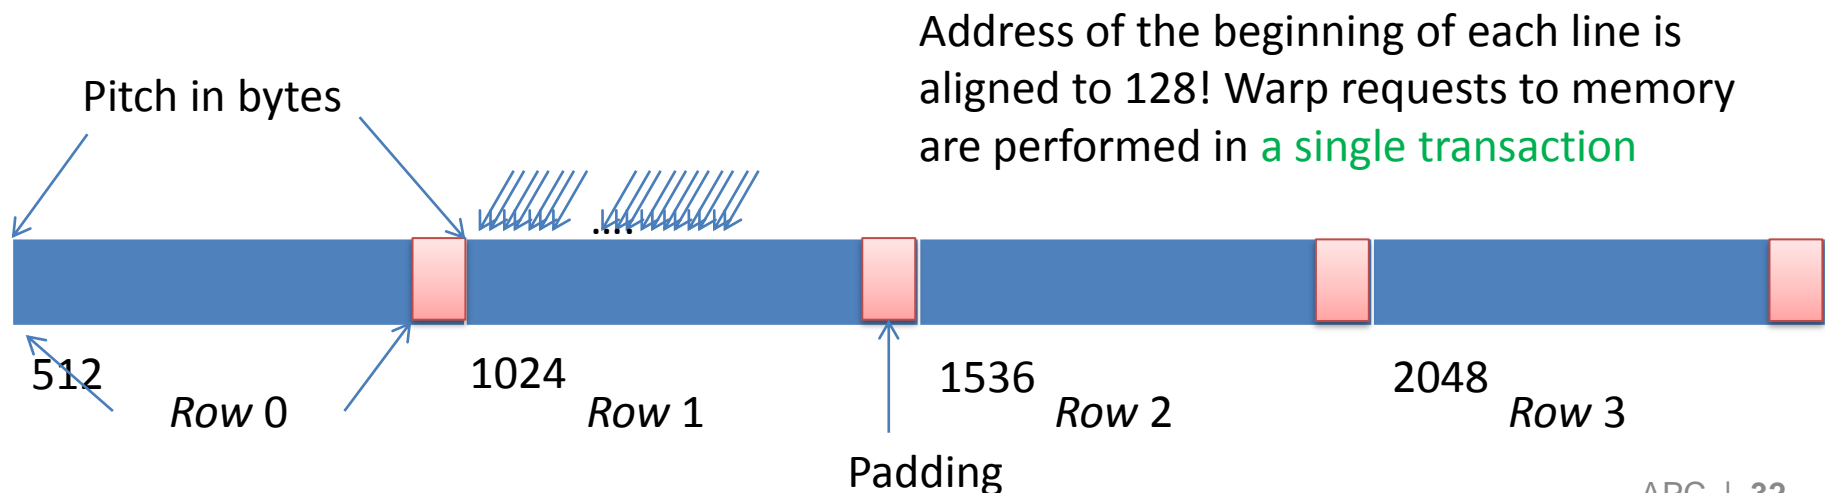 Address of the beginning of each line is
aligned to 128! Warp requests to memory
are performed in a single transaction
Pitch in bytes
....
512
1024
1536
2048
Row 0
Row 1
Row 2
Row 3
Padding
32